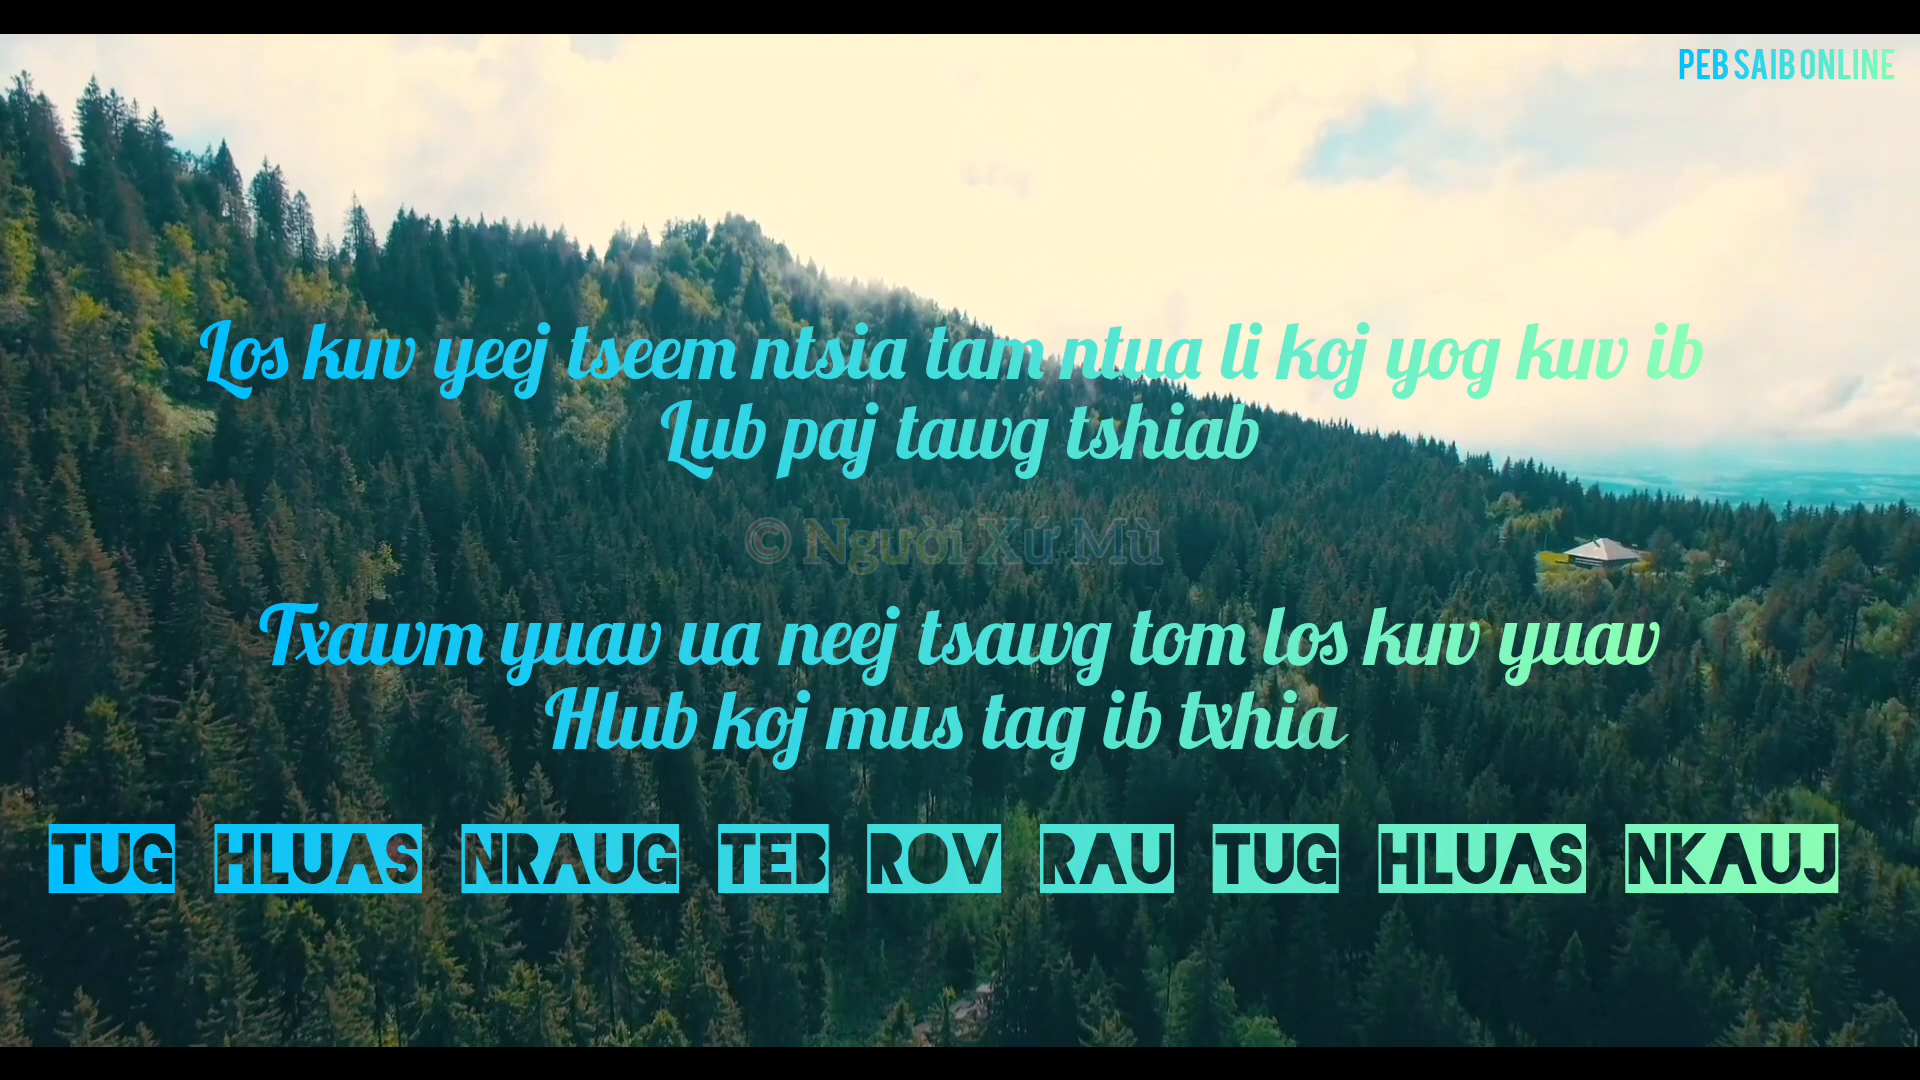 PEB SAIB ONLINE
Los kuv yeej tseem ntsia tam ntua li koj yog kuv ib
Lub paj tawg tshiab
© Người Xứ Mù
Txawm yuav ua neej tsawg tom los kuv yuav
Hlub koj mus tag ib txhia
TUG HLUAS NRAUG TEB ROV RAU TUG HLUAS NKAUJ